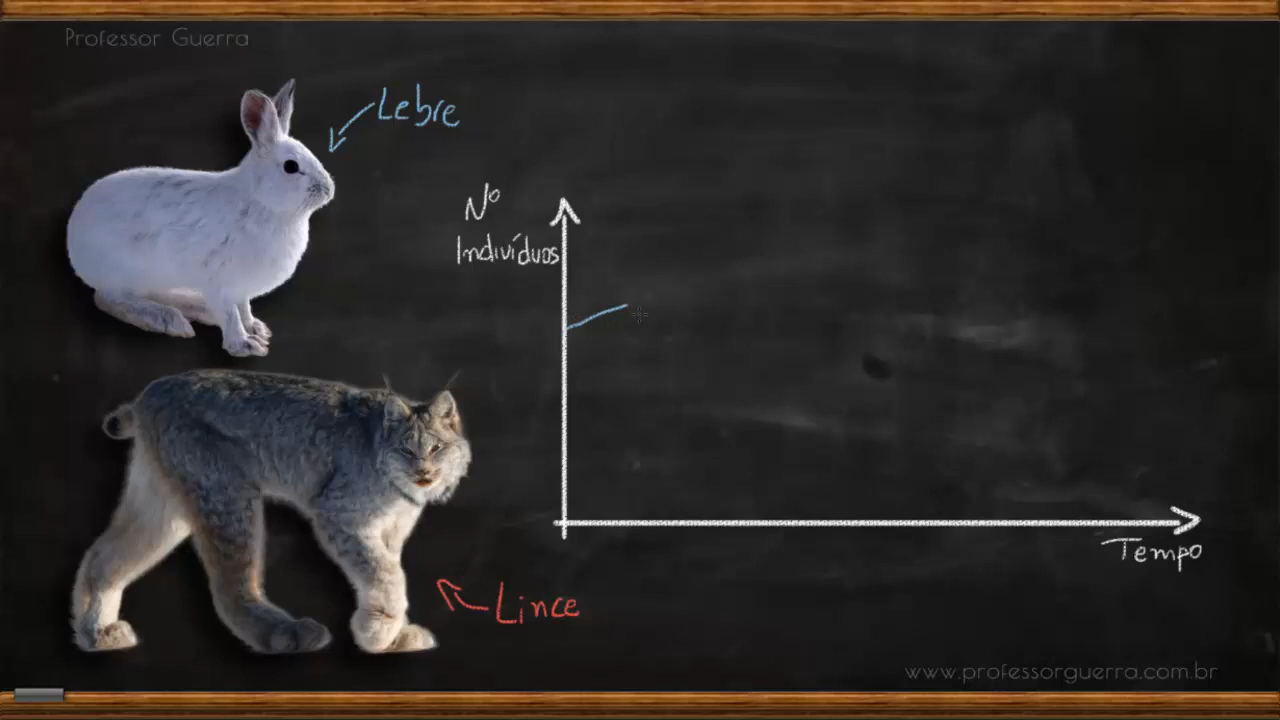 Professor Guerra
Lebre
Nº
Indivíduos
Tempo
Lince
www.professorguerra.com.br